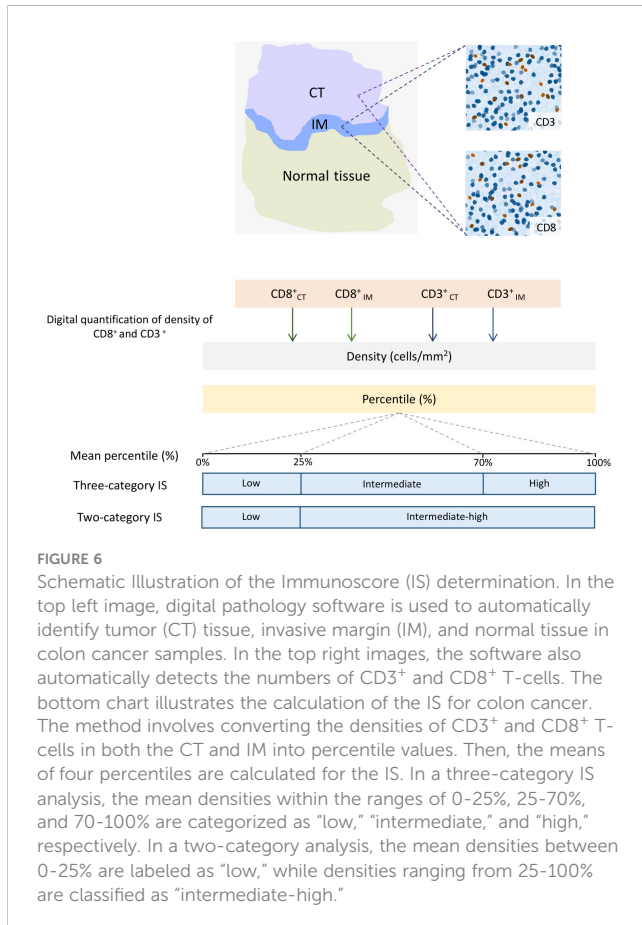 CT
IM
Normal tissue
CD3
CD8
CD8⁺CT CD8⁺IM CD3⁺CT CD3⁺IM
Digital quantification of density of
CD8⁺ and CD3 ⁺
Density (cells/mm²)
Percentile (%)
Mean percentile (%)
0% 25% 70% 100%
Three-category IS Low Intermediate High
Two-category IS Low Intermediate-high
FIGURE 6
Schematic Illustration of the Immunoscore (IS) determination. In the
top left image, digital pathology software is used to automatically
identify tumor (CT) tissue, invasive margin (IM), and normal tissue in
colon cancer samples. In the top right images, the software also
automatically detects the numbers of CD3⁺ and CD8⁺ T-cells. The
bottom chart illustrates the calculation of the IS for colon cancer.
The method involves converting the densities of CD3⁺ and CD8⁺ T-
cells in both the CT and IM into percentile values. Then, the means
of four percentiles are calculated for the IS. In a three-category IS
analysis, the mean densities within the ranges of 0-25%, 25-70%,
and 70-100% are categorized as “low,” “intermediate,” and “high,”
respectively. In a two-category analysis, the mean densities between
0-25% are labeled as “low,” while densities ranging from 25-100%
are classified as “intermediate-high.”